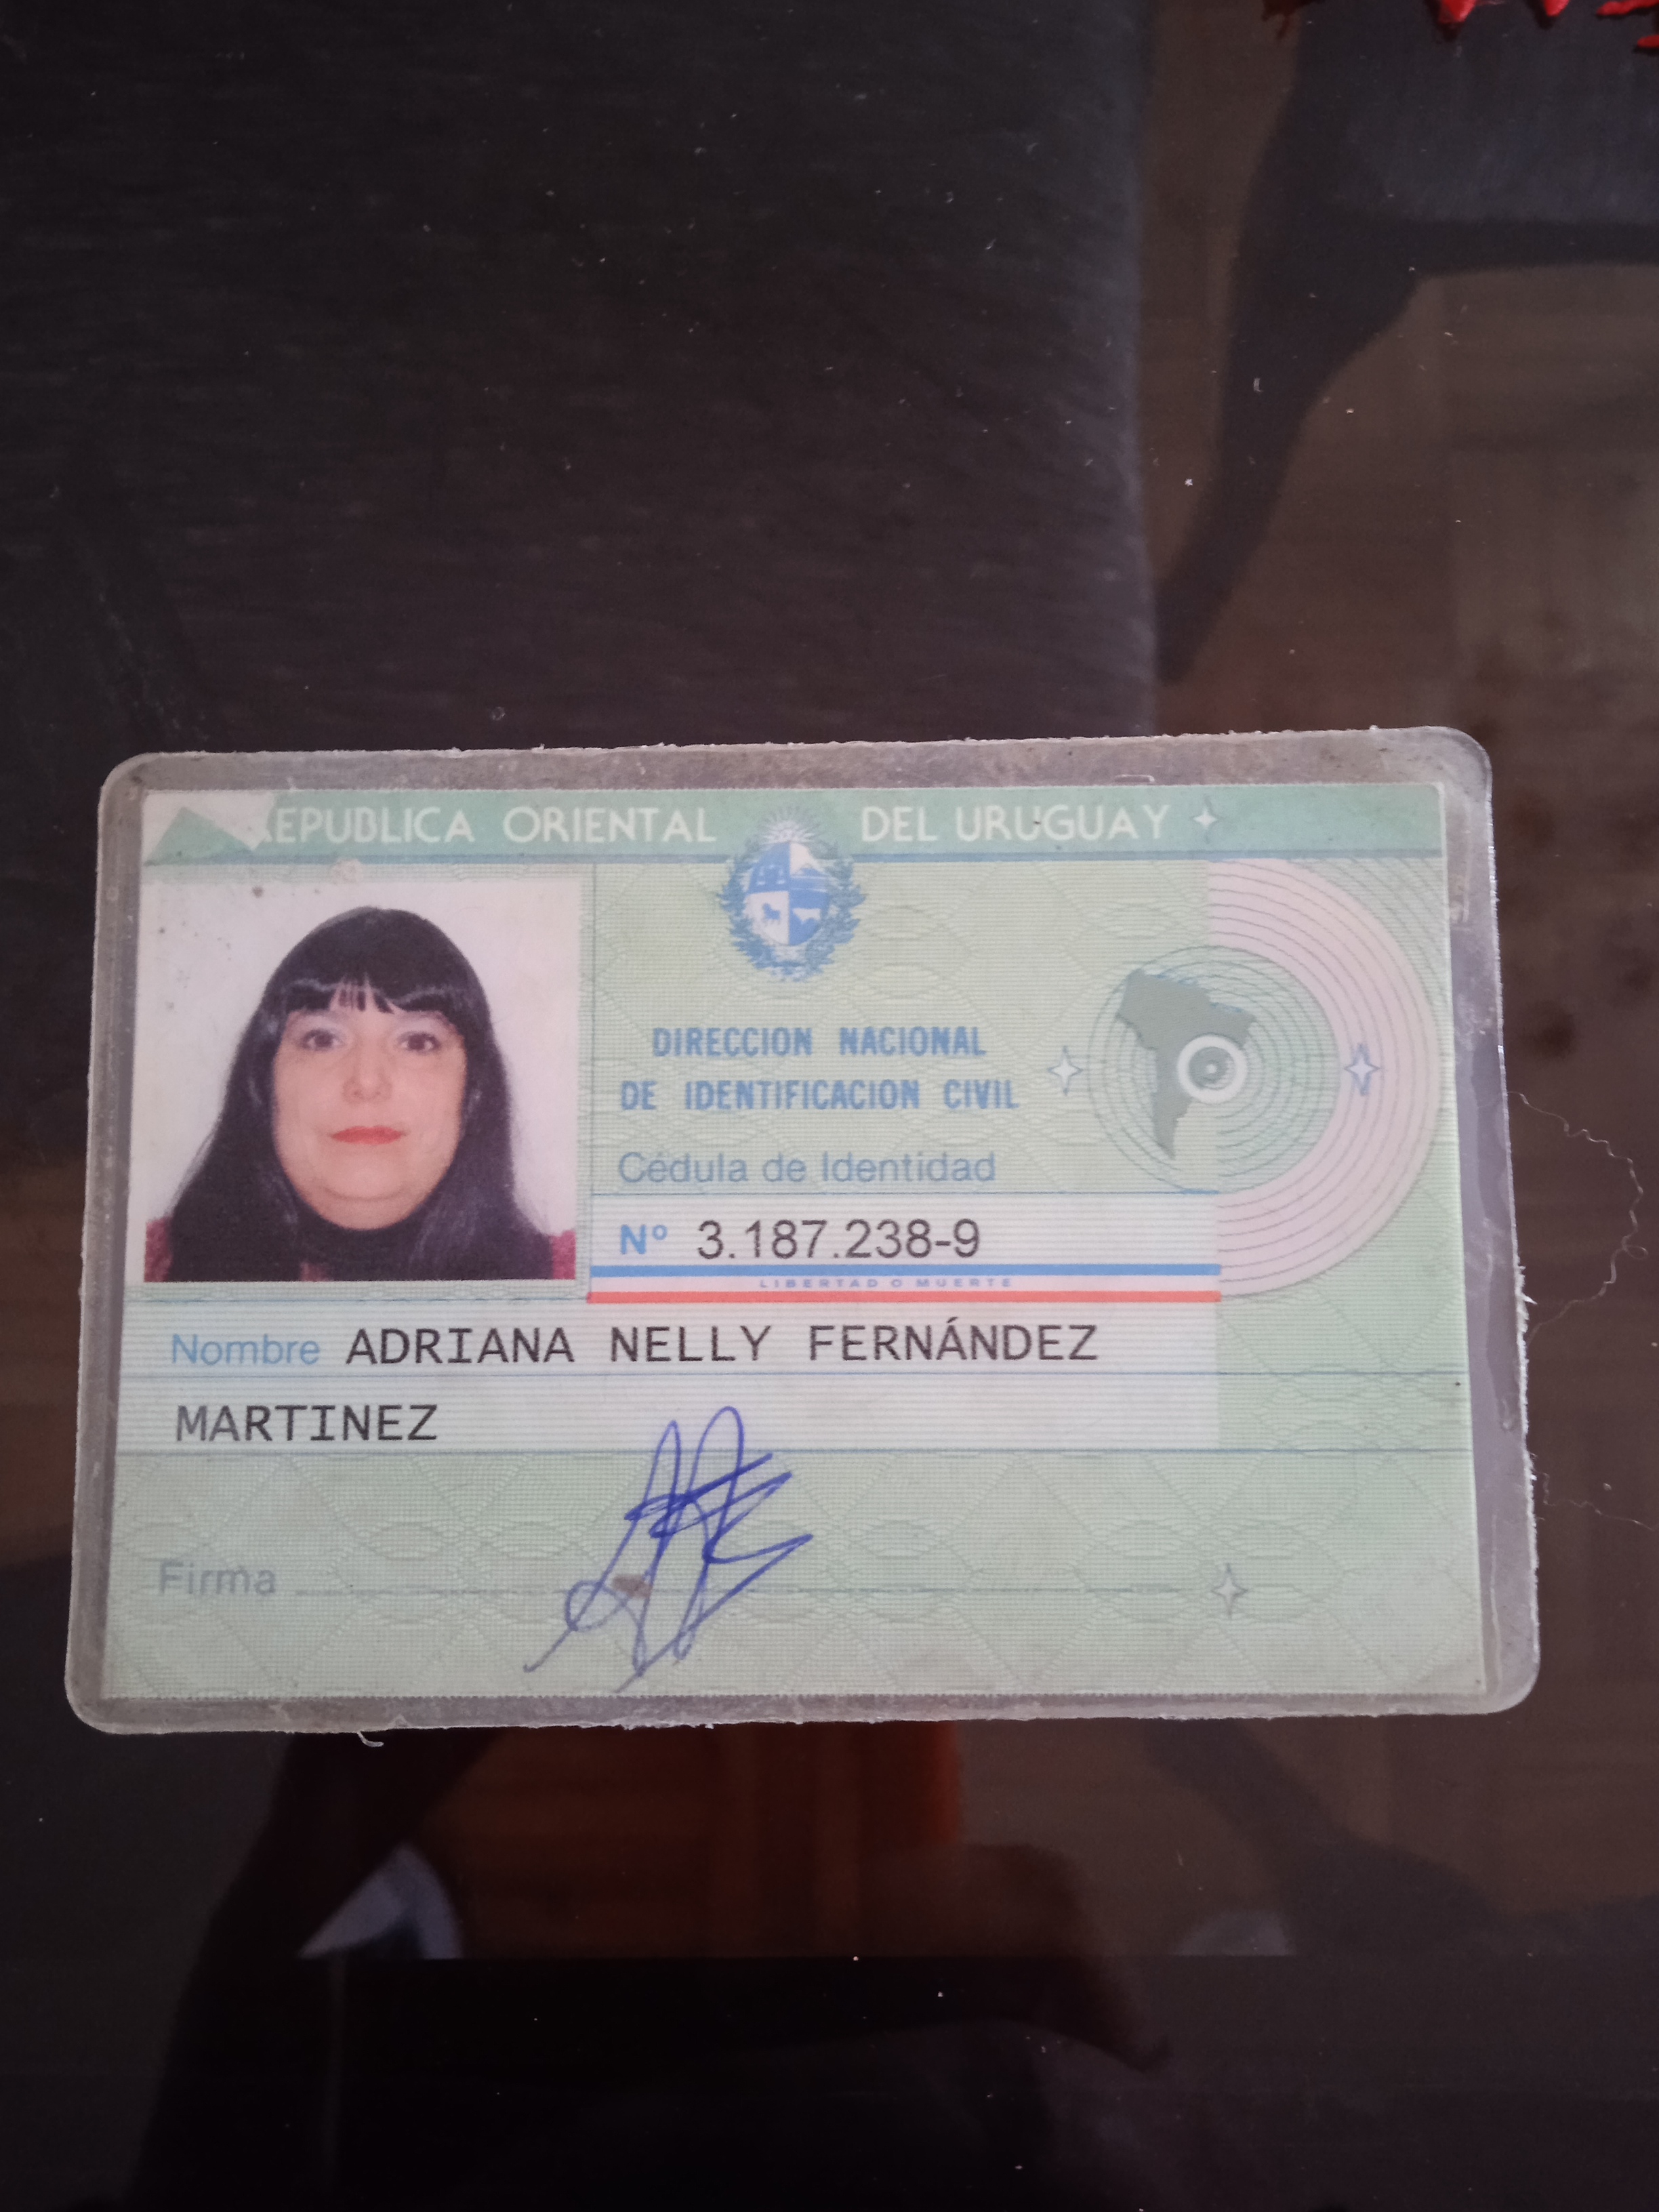 REPUBLICA ORIENTAL DEL URUGUAY
DIRECCION NACIONAL
DE IDENTIFICACION CIVIL
Cédula de Identidad
Nº 3.187.238-9
LIBERTAD O MUERTE
Nombre ADRIANA NELLY FERNÁNDEZ
MARTINEZ
Firma